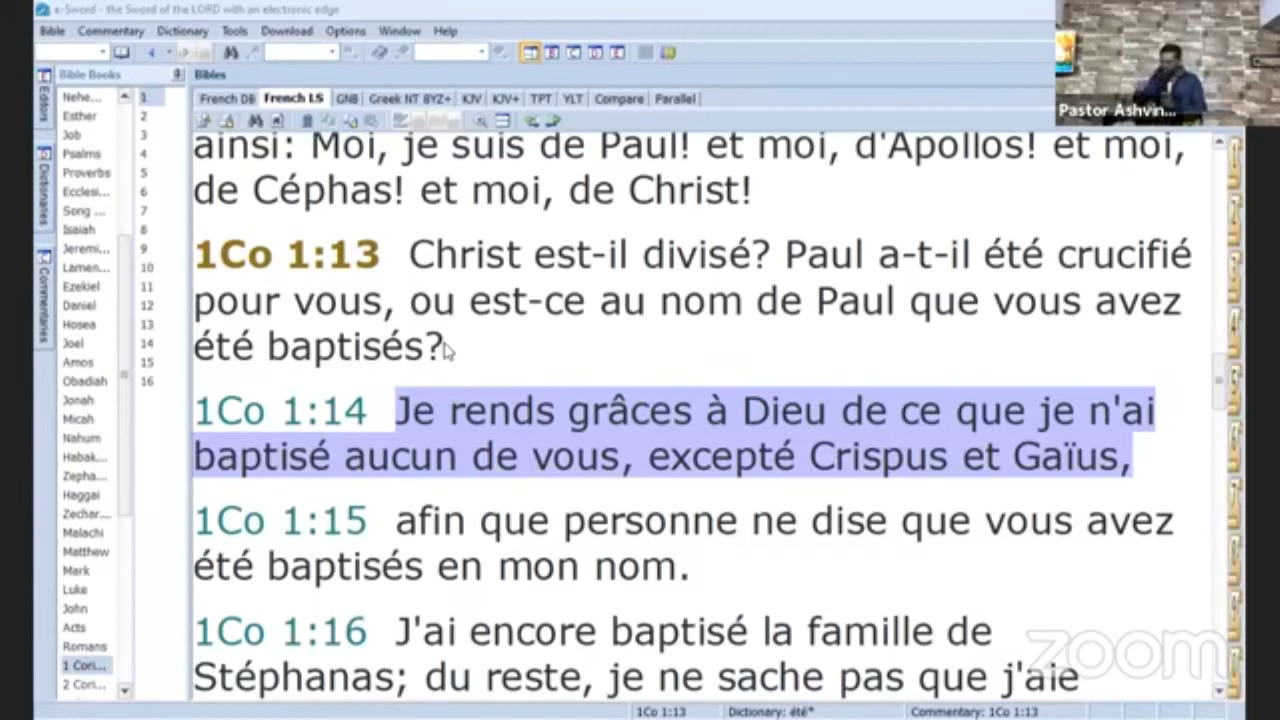 e-Sword - the Sword of the LORD with an electronic edge
Bible Commentary Dictionary Tools Download Options Window Help
Bible Books
Bibles
French DB French LS GNB Greek NT BYZ+ KJV KJV+ TPT YLT Compare Parallel
Editors
Dictionaries
Commentaries
Nehe... 1
Esther 2
Job 3
Psalms 4
Proverbs 5
Ecclesi... 6
Song ... 7
Isaiah 8
Jeremi... 9
Lamen... 10
Ezekiel 11
Daniel 12
Hosea 13
Joel 14
Amos 15
Obadiah 16
Jonah
Micah
Nahum
Habak...
Zepha...
Haggai
Zechar...
Malachi
Matthew
Mark
Luke
John
Acts
Romans
1 Cori...
2 Cori...
ainsi: Moi, je suis de Paul! et moi, d'Apollos! et moi,
de Céphas! et moi, de Christ!
1Co 1:13 Christ est-il divisé? Paul a-t-il été crucifié
pour vous, ou est-ce au nom de Paul que vous avez
été baptisés?
1Co 1:14 Je rends grâces à Dieu de ce que je n'ai
baptisé aucun de vous, excepté Crispus et Gaïus,
1Co 1:15 afin que personne ne dise que vous avez
été baptisés en mon nom.
1Co 1:16 J'ai encore baptisé la famille de
Stéphanas; du reste, je ne sache pas que j'aie
Pastor Ashvin...
zoom
1Co 1:13 Dictionary: été* Commentary: 1Co 1:13